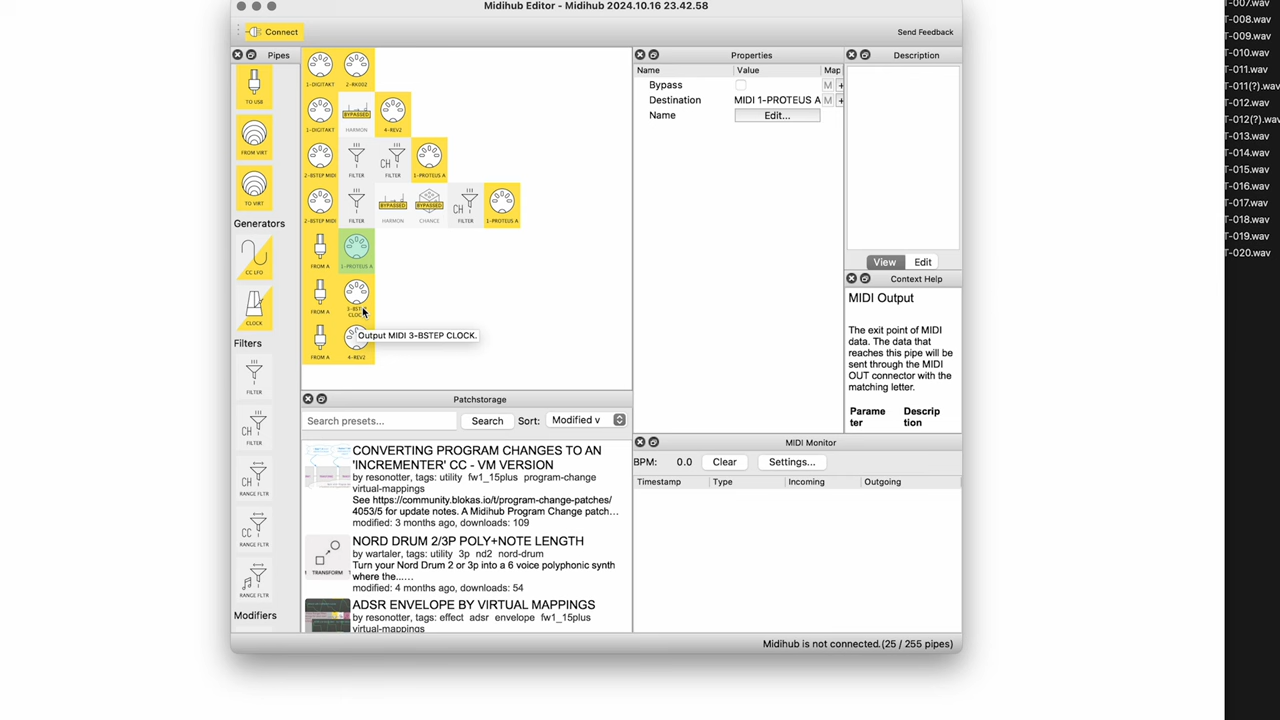 Midihub Editor - Midihub 2024.10.16 23.42.58
Connect
Send Feedback
Pipes
TO USB
FROM VIRT
TO VIRT
Generators
CC LFO
CLOCK
Filters
FILTER
CH
FILTER
RANGE FLTR
CC
RANGE FLTR
RANGE FLTR
Modifiers
1-DIGITAKT
2-RK002
1-DIGITAKT
BYPASSED
HARMON
4-REV2
2-BSTEP MIDI
FILTER
CH
FILTER
1-PROTEUS A
2-BSTEP MIDI
FILTER
BYPASSED
HARMON
BYPASSED
CHANCE
CH
FILTER
1-PROTEUS A
FROM A
1-PROTEUS A
FROM A
Output MIDI 3-BSTEP CLOCK.
FROM A
4-REV2
Patchstorage
Search presets...
Search
Sort:
Modified v
CONVERTING PROGRAM CHANGES TO AN
'INCREMENTER' CC - VM VERSION
by resonotter, tags: utility fw1_15plus program-change
virtual-mappings
See https://community.blokas.io/t/program-change-patches/
4053/5 for update notes. A Midihub Program Change patch...
modified: 3 months ago, downloads: 109
TRANSFORM
NORD DRUM 2/3P POLY+NOTE LENGTH
by wartaler, tags: utility 3p nd2 nord-drum
Turn your Nord Drum 2 or 3p into a 6 voice polyphonic synth
where the......
modified: 4 months ago, downloads: 54
ADSR ENVELOPE BY VIRTUAL MAPPINGS
by resonotter, tags: effect adsr envelope fw1_15plus
virtual-mappings
Properties
Name Value Map
Bypass M +
Destination MIDI 1-PROTEUS A M +
Name Edit...
Description
View Edit
Context Help
MIDI Output
The exit point of MIDI
data. The data that
reaches this pipe will be
sent through the MIDI
OUT connector with the
matching letter.
Parame Descrip
ter tion
MIDI Monitor
BPM: 0.0 Clear Settings...
Timestamp Type Incoming Outgoing
Midihub is not connected.(25 / 255 pipes)
T-007.wav
T-008.wav
T-009.wav
T-010.wav
T-011.wav
T-011(?).wav
T-012.wav
T-012(?).wav
T-013.wav
T-014.wav
T-015.wav
T-016.wav
T-017.wav
T-018.wav
T-019.wav
T-020.wav